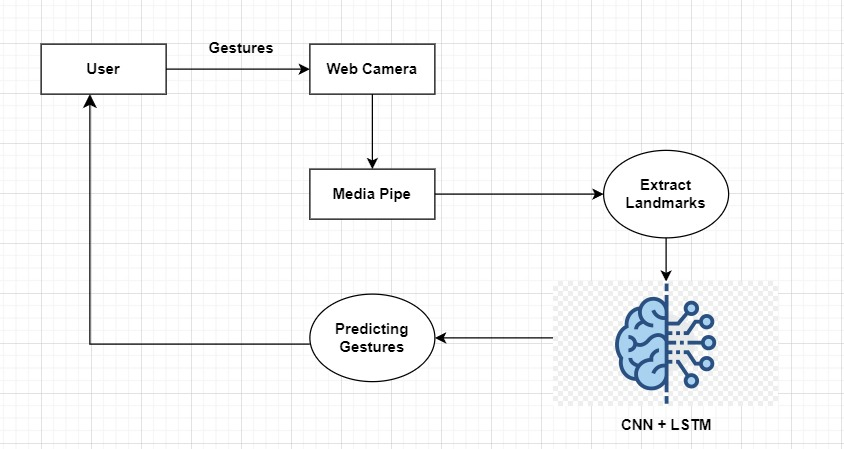 Gestures
User
Web Camera
Media Pipe
Extract
Landmarks
Predicting
Gestures
CNN + LSTM